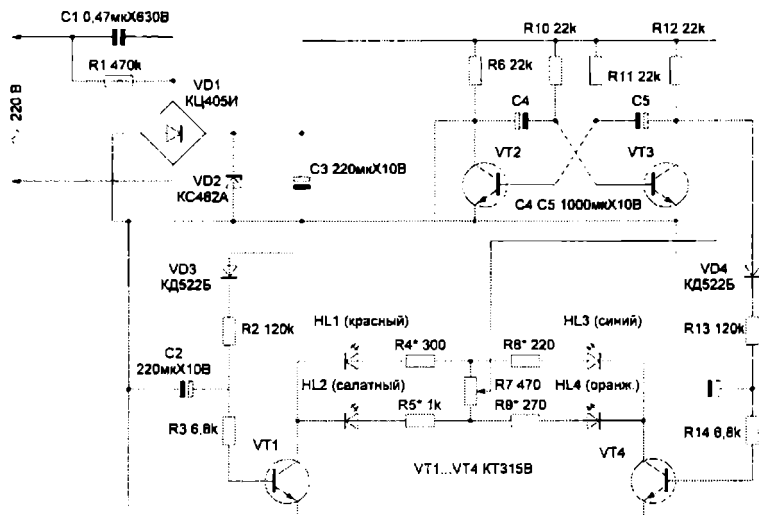 C1 0,47мкХ630В
R10 22k
R12 22k
R1 470k
R6 22k
R11 22k
~ 220 В
VD1
КЦ405И
C4
C5
VT2
VT3
C3 220мкХ10В
VD2
КС462А
C4 C5 1000мкХ10В
VD3
КД522Б
VD4
КД522Б
HL1 (красный)
HL3 (синий)
R2 120k
R4* 300
R8* 220
R13 120k
C2
220мкХ10В
HL2 (салатный)
R7 470
HL4 (оранж.)
R5* 1k
R9* 270
R3 6,8k
R14 6,8k
VT1
VT4
VT1...VT4 КТ315В